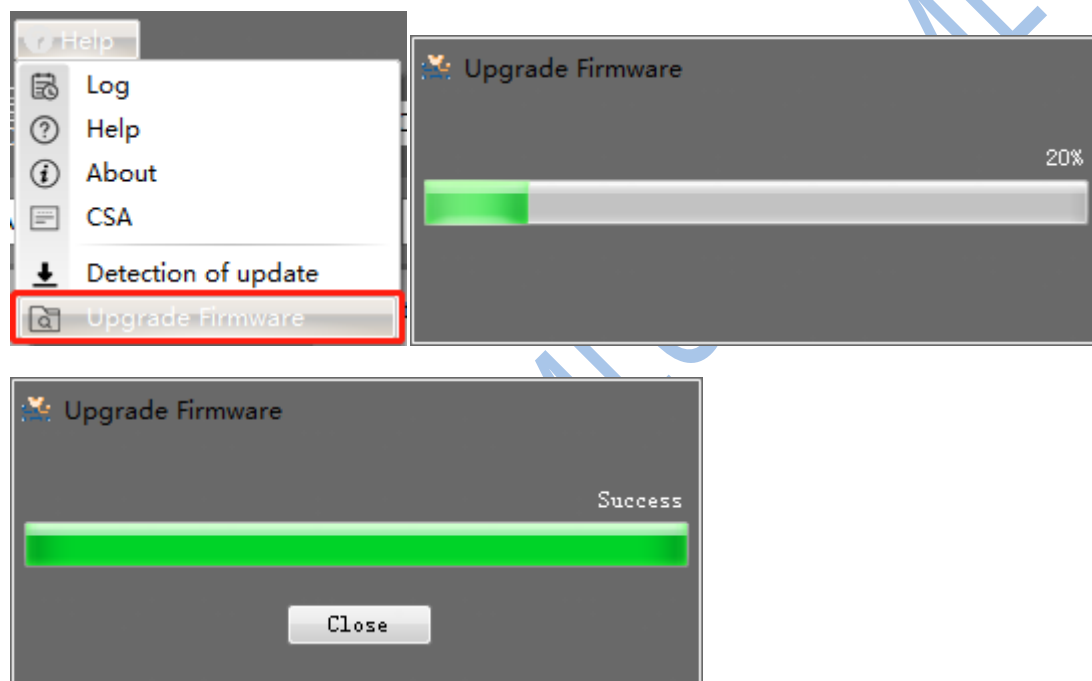 Help
Log
Help
About
CSA
Detection of update
Upgrade Firmware
Upgrade Firmware
20%
Upgrade Firmware
Success
Close